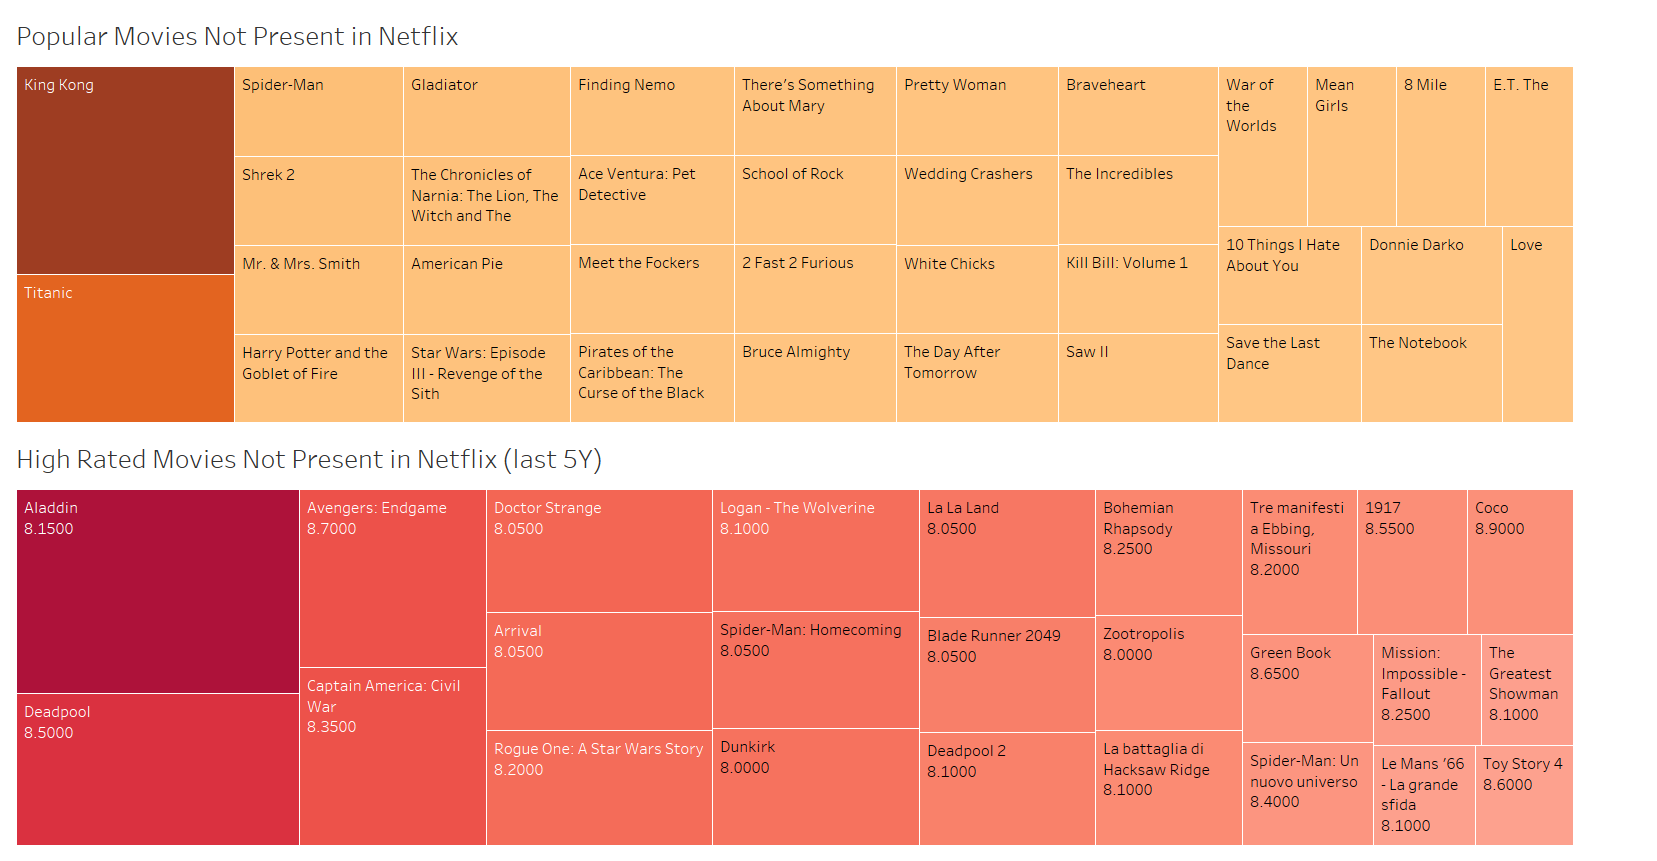 Popular Movies Not Present in Netflix
King Kong
Titanic
Spider-Man
Shrek 2
Mr. & Mrs. Smith
Harry Potter and the
Goblet of Fire
Gladiator
The Chronicles of
Narnia: The Lion, The
Witch and The
American Pie
Star Wars: Episode
III - Revenge of the
Sith
Finding Nemo
Ace Ventura: Pet
Detective
Meet the Fockers
Pirates of the
Caribbean: The
Curse of the Black
There's Something
About Mary
School of Rock
2 Fast 2 Furious
Bruce Almighty
Pretty Woman
Wedding Crashers
White Chicks
The Day After
Tomorrow
Braveheart
The Incredibles
Kill Bill: Volume 1
Saw II
War of
the
Worlds
Mean
Girls
8 Mile
E.T. The
10 Things I Hate
About You
Save the Last
Dance
Donnie Darko
The Notebook
Love
High Rated Movies Not Present in Netflix (last 5Y)
Aladdin
8.1500
Deadpool
8.5000
Avengers: Endgame
8.7000
Captain America: Civil
War
8.3500
Doctor Strange
8.0500
Arrival
8.0500
Rogue One: A Star Wars Story
8.2000
Logan - The Wolverine
8.1000
Spider-Man: Homecoming
8.0500
Dunkirk
8.0000
La La Land
8.0500
Blade Runner 2049
8.0500
Deadpool 2
8.1000
Bohemian
Rhapsody
8.2500
Zootropolis
8.0000
La battaglia di
Hacksaw Ridge
8.1000
Tre manifesti
a Ebbing,
Missouri
8.2000
1917
8.5500
Coco
8.9000
Green Book
8.6500
Spider-Man: Un
nuovo universo
8.4000
Mission:
Impossible -
Fallout
8.2500
The
Greatest
Showman
8.1000
Le Mans '66
- La grande
sfida
8.1000
Toy Story 4
8.6000